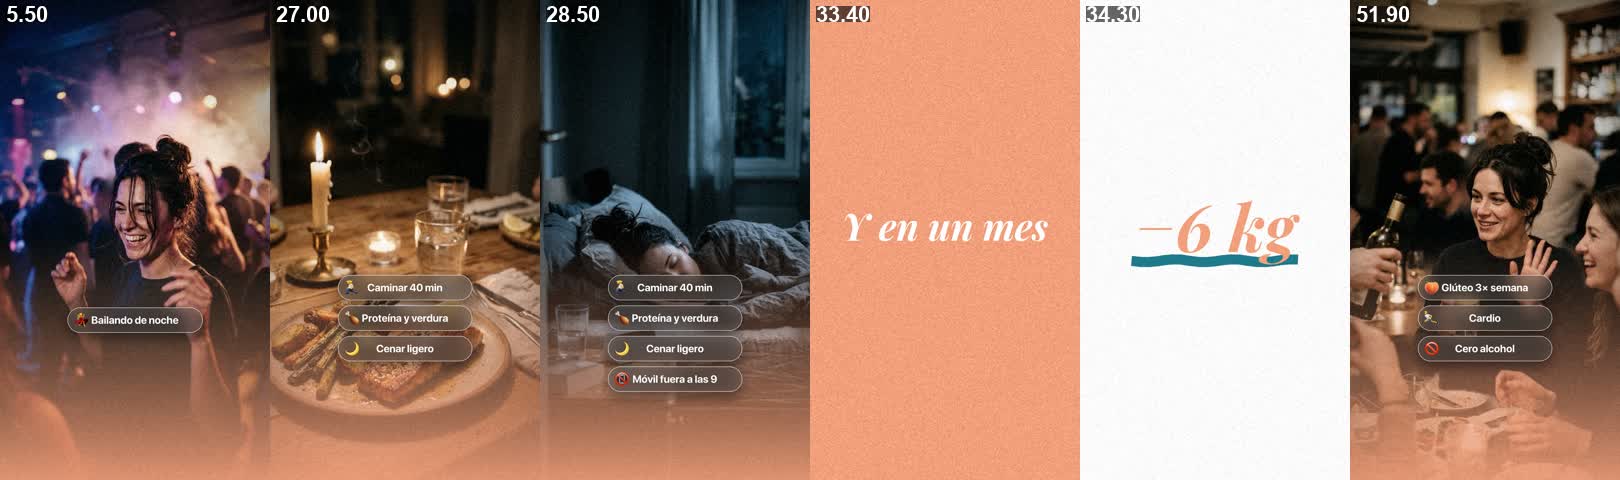 5.50
Bailando de noche
27.00
Caminar 40 min
Proteína y verdura
Cenar ligero
28.50
Caminar 40 min
Proteína y verdura
Cenar ligero
Móvil fuera a las 9
33.40
Y en un mes
34.30
–6 kg
51.90
Glúteo 3× semana
Cardio
Cero alcohol